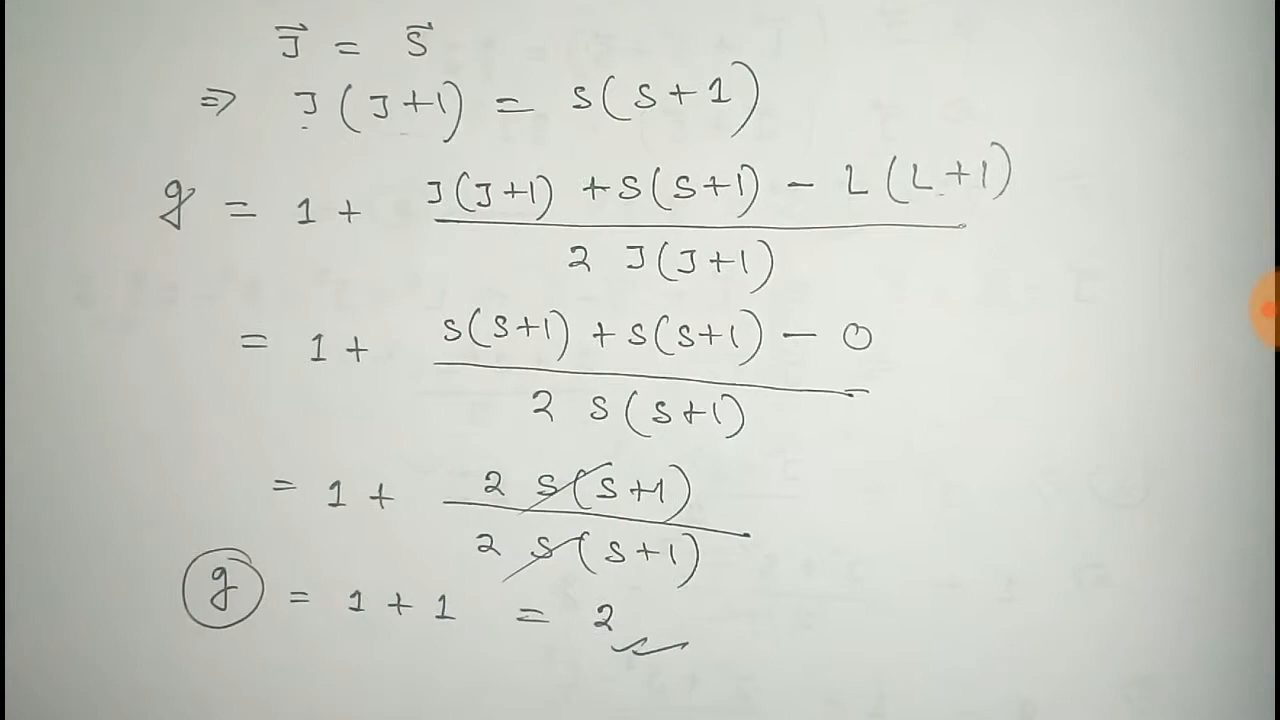 J⃗ = S⃗
⇒ J(J+1) = S(S+1)
g = 1 + (J(J+1) + S(S+1) - L(L+1)) / (2 J(J+1))
= 1 + (S(S+1) + S(S+1) - 0) / (2 S(S+1))
= 1 + (2 S(S+1)) / (2 S(S+1))
g = 1 + 1 = 2